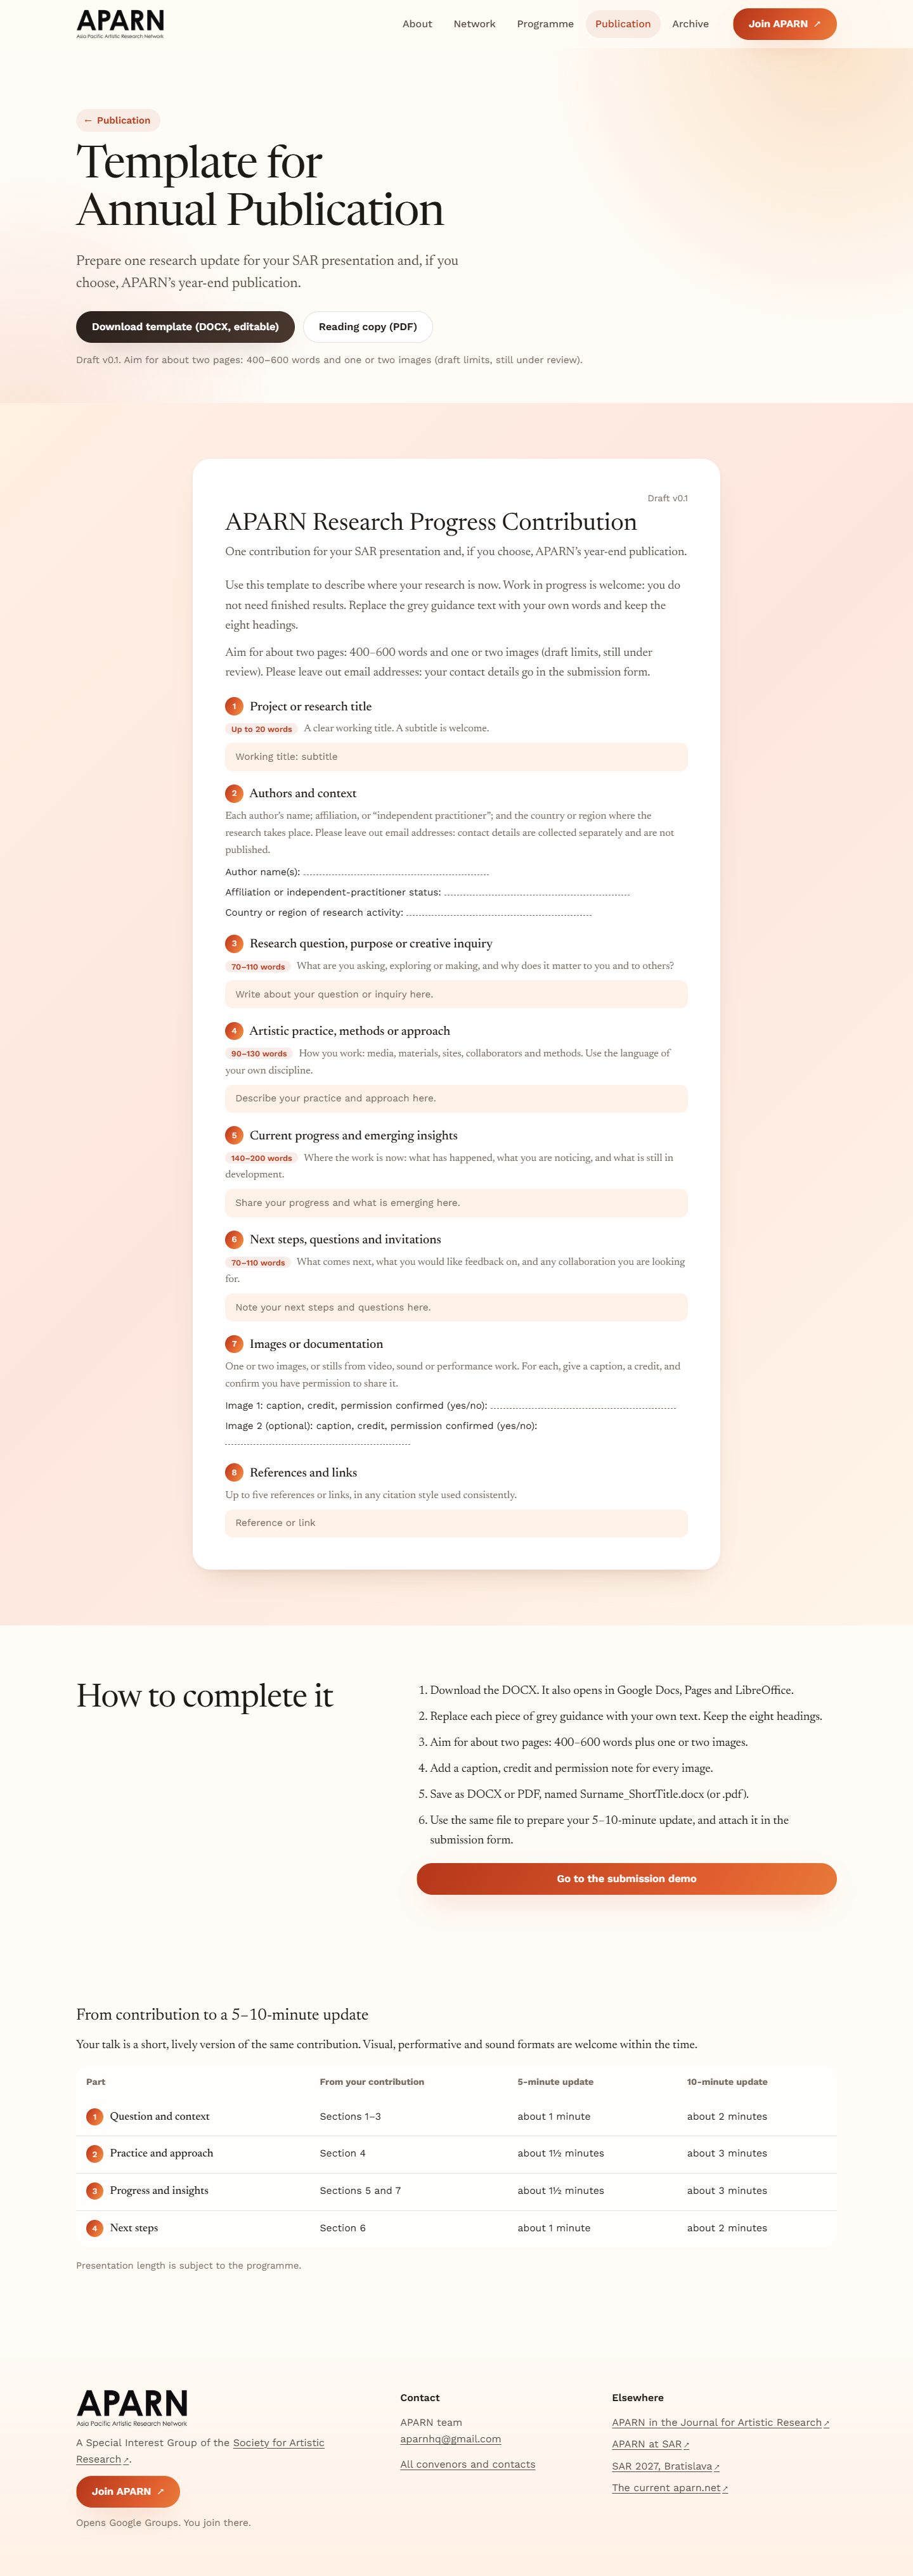 APARN
Asia Pacific Artistic Research Network
About
Network
Programme
Publication
Archive
Join APARN ↗
← Publication
Template for
Annual Publication
Prepare one research update for your SAR presentation and, if you
choose, APARN’s year-end publication.
Download template (DOCX, editable)
Reading copy (PDF)
Draft v0.1. Aim for about two pages: 400–600 words and one or two images (draft limits, still under review).
Draft v0.1
APARN Research Progress Contribution
One contribution for your SAR presentation and, if you choose, APARN’s year-end publication.
Use this template to describe where your research is now. Work in progress is welcome: you do
not need finished results. Replace the grey guidance text with your own words and keep the
eight headings.
Aim for about two pages: 400–600 words and one or two images (draft limits, still under
review). Please leave out email addresses: your contact details go in the submission form.
1 Project or research title
Up to 20 words A clear working title. A subtitle is welcome.
Working title: subtitle
2 Authors and context
Each author’s name; affiliation, or “independent practitioner”; and the country or region where the
research takes place. Please leave out email addresses: contact details are collected separately and are not
published.
Author name(s):
Affiliation or independent-practitioner status:
Country or region of research activity:
3 Research question, purpose or creative inquiry
70–110 words What are you asking, exploring or making, and why does it matter to you and to others?
Write about your question or inquiry here.
4 Artistic practice, methods or approach
90–130 words How you work: media, materials, sites, collaborators and methods. Use the language of
your own discipline.
Describe your practice and approach here.
5 Current progress and emerging insights
140–200 words Where the work is now: what has happened, what you are noticing, and what is still in
development.
Share your progress and what is emerging here.
6 Next steps, questions and invitations
70–110 words What comes next, what you would like feedback on, and any collaboration you are looking
for.
Note your next steps and questions here.
7 Images or documentation
One or two images, or stills from video, sound or performance work. For each, give a caption, a credit, and
confirm you have permission to share it.
Image 1: caption, credit, permission confirmed (yes/no):
Image 2 (optional): caption, credit, permission confirmed (yes/no):
8 References and links
Up to five references or links, in any citation style used consistently.
Reference or link
How to complete it
1. Download the DOCX. It also opens in Google Docs, Pages and LibreOffice.
2. Replace each piece of grey guidance with your own text. Keep the eight headings.
3. Aim for about two pages: 400–600 words plus one or two images.
4. Add a caption, credit and permission note for every image.
5. Save as DOCX or PDF, named Surname_ShortTitle.docx (or .pdf).
6. Use the same file to prepare your 5–10-minute update, and attach it in the
submission form.
Go to the submission demo
From contribution to a 5–10-minute update
Your talk is a short, lively version of the same contribution. Visual, performative and sound formats are welcome within the time.
Part From your contribution 5-minute update 10-minute update
1 Question and context Sections 1–3 about 1 minute about 2 minutes
2 Practice and approach Section 4 about 1½ minutes about 3 minutes
3 Progress and insights Sections 5 and 7 about 1½ minutes about 3 minutes
4 Next steps Section 6 about 1 minute about 2 minutes
Presentation length is subject to the programme.
APARN
Asia Pacific Artistic Research Network
A Special Interest Group of the Society for Artistic
Research ↗.
Join APARN ↗
Opens Google Groups. You join there.
Contact
APARN team
aparnhq@gmail.com
All convenors and contacts
Elsewhere
APARN in the Journal for Artistic Research ↗
APARN at SAR ↗
SAR 2027, Bratislava ↗
The current aparn.net ↗